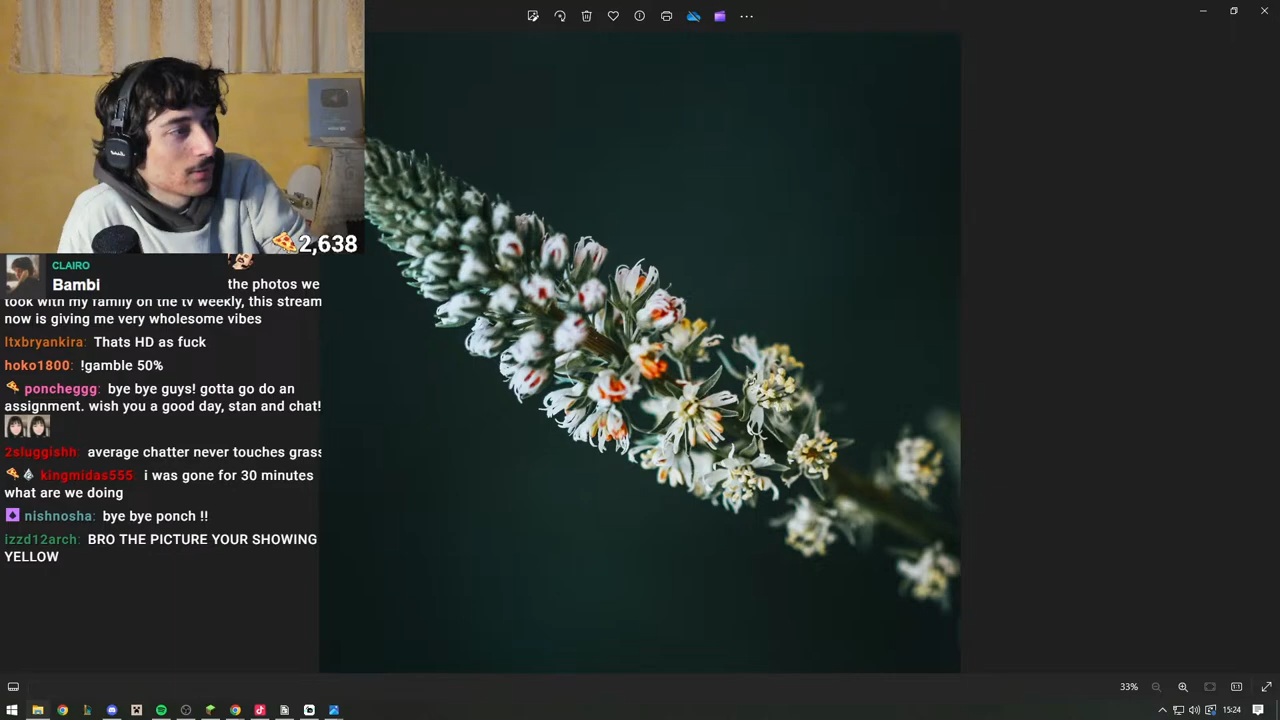 2,638
CLAIRO
Bambi
the photos we
took with my family on the tv weekly, this stream
now is giving me very wholesome vibes
ltxbryankira: Thats HD as fuck
hoko1800: !gamble 50%
poncheggg: bye bye guys! gotta go do an
assignment. wish you a good day, stan and chat!
2sluggishh: average chatter never touches grass
kingmidas555: i was gone for 30 minutes
what are we doing
nishnosha: bye bye ponch !!
izzd12arch: BRO THE PICTURE YOUR SHOWING
YELLOW
33%
15:24